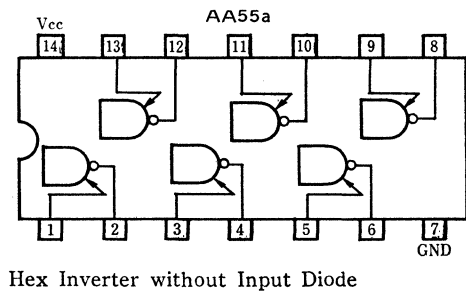 AA55a
Vcc
14 13 12 11 10 9 8
1 2 3 4 5 6 7
GND
Hex Inverter without Input Diode